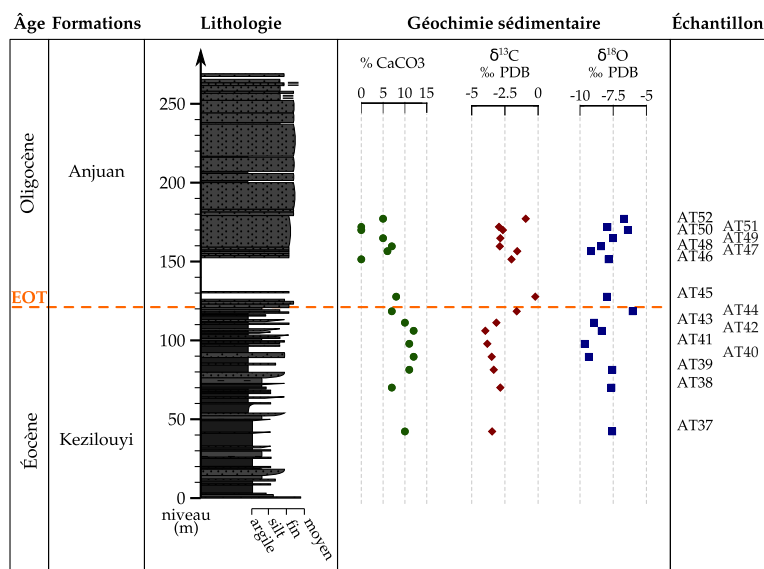 Âge Formations Lithologie Géochimie sédimentaire Échantillon
% CaCO3 δ¹³C δ¹⁸O
‰ PDB ‰ PDB
0 5 10 15 -5 -2.5 0 -10 -7.5 -5
Oligocène
Anjuan
250
200
150
AT52
AT51
AT50
AT49
AT48
AT47
AT46
EOT
AT45
AT44
AT43
AT42
AT41
AT40
AT39
AT38
AT37
100
50
0
Éocène
Kezilouyi
niveau
(m)
argile
silt
fin
moyen